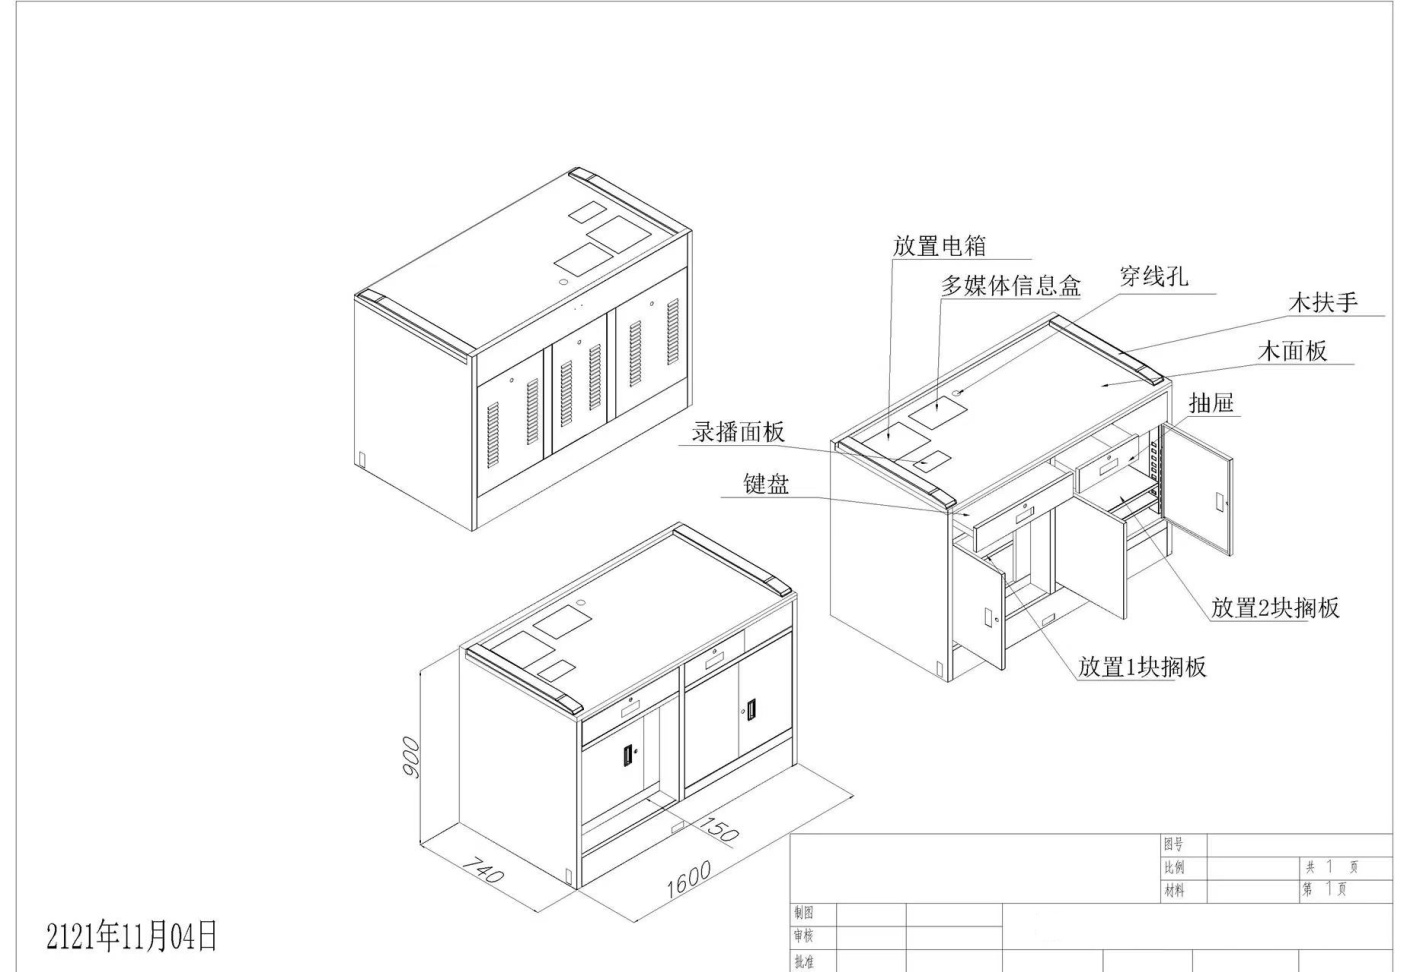 放置电箱
多媒体信息盒
穿线孔
木扶手
木面板
抽屉
录播面板
键盘
放置2块搁板
放置1块搁板
900
740
150
1600
图号
比例 共 1 页
材料 第 1 页
制图
审核
批准
2121年11月04日